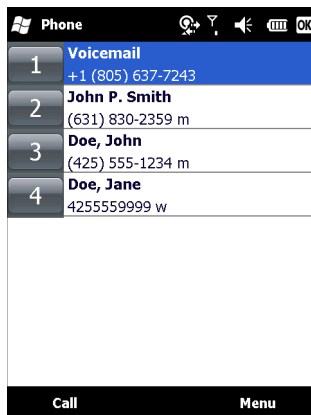 Phone
OK
1
Voicemail
+1 (805) 637-7243
2
John P. Smith
(631) 830-2359 m
3
Doe, John
(425) 555-1234 m
4
Doe, Jane
4255559999 w
Call
Menu